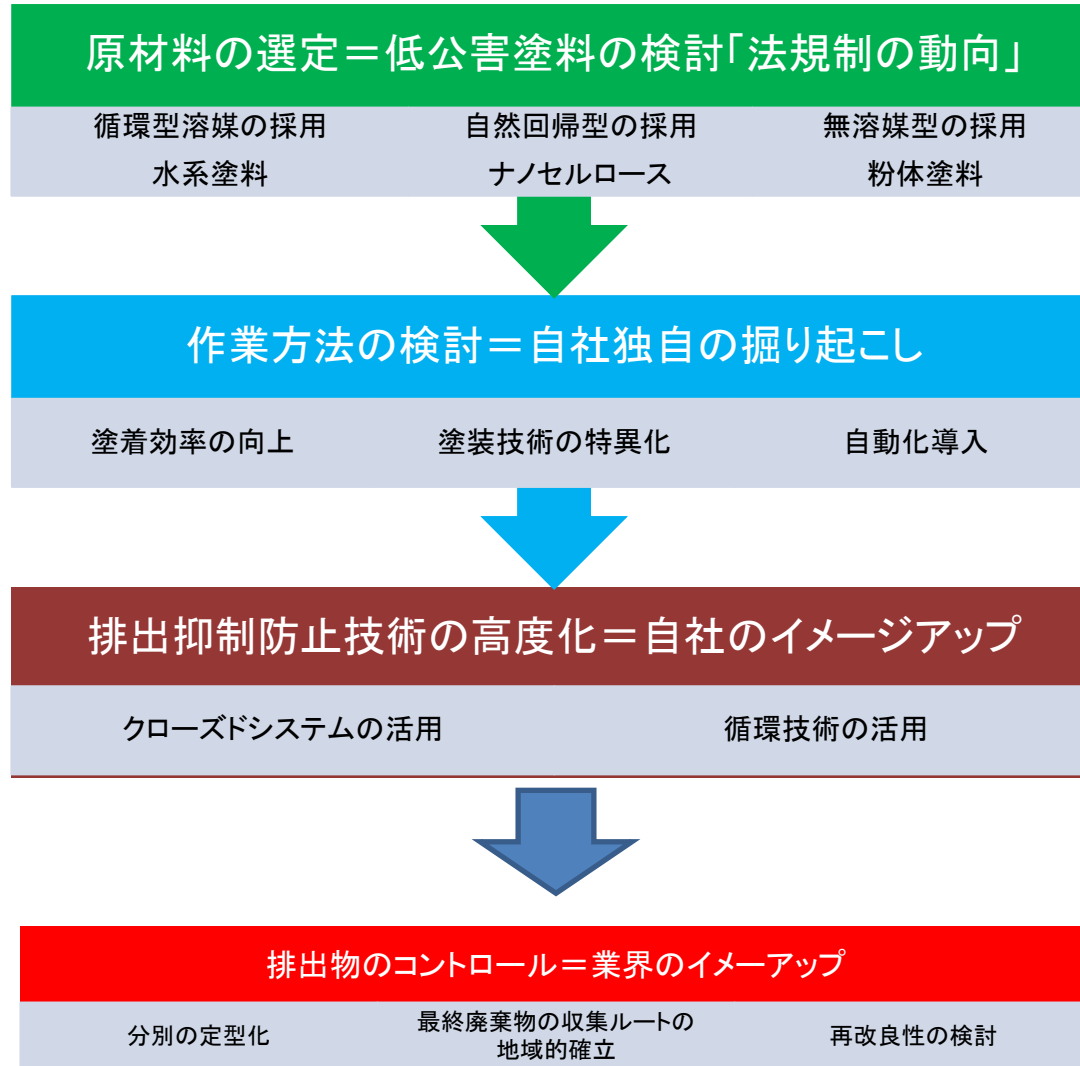 原材料の選定＝低公害塗料の検討「法規制の動向」
循環型溶媒の採用 自然回帰型の採用 無溶媒型の採用
水系塗料 ナノセルロース 粉体塗料
作業方法の検討＝自社独自の掘り起こし
塗着効率の向上 塗装技術の特異化 自動化導入
排出抑制防止技術の高度化＝自社のイメージアップ
クローズドシステムの活用 循環技術の活用
排出物のコントロール＝業界のイメーアップ
分別の定型化
最終廃棄物の収集ルートの
地域的確立
再改良性の検討